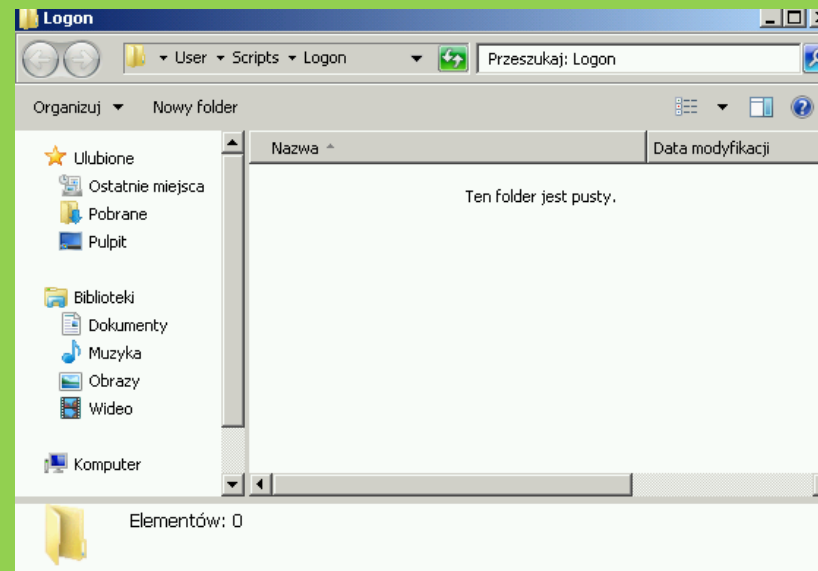 Logon
User Scripts Logon
Przeszukaj: Logon
Organizuj Nowy folder
Nazwa Data modyfikacji
Ten folder jest pusty.
Ulubione
Ostatnie miejsca
Pobrane
Pulpit
Biblioteki
Dokumenty
Muzyka
Obrazy
Wideo
Komputer
Elementów: 0